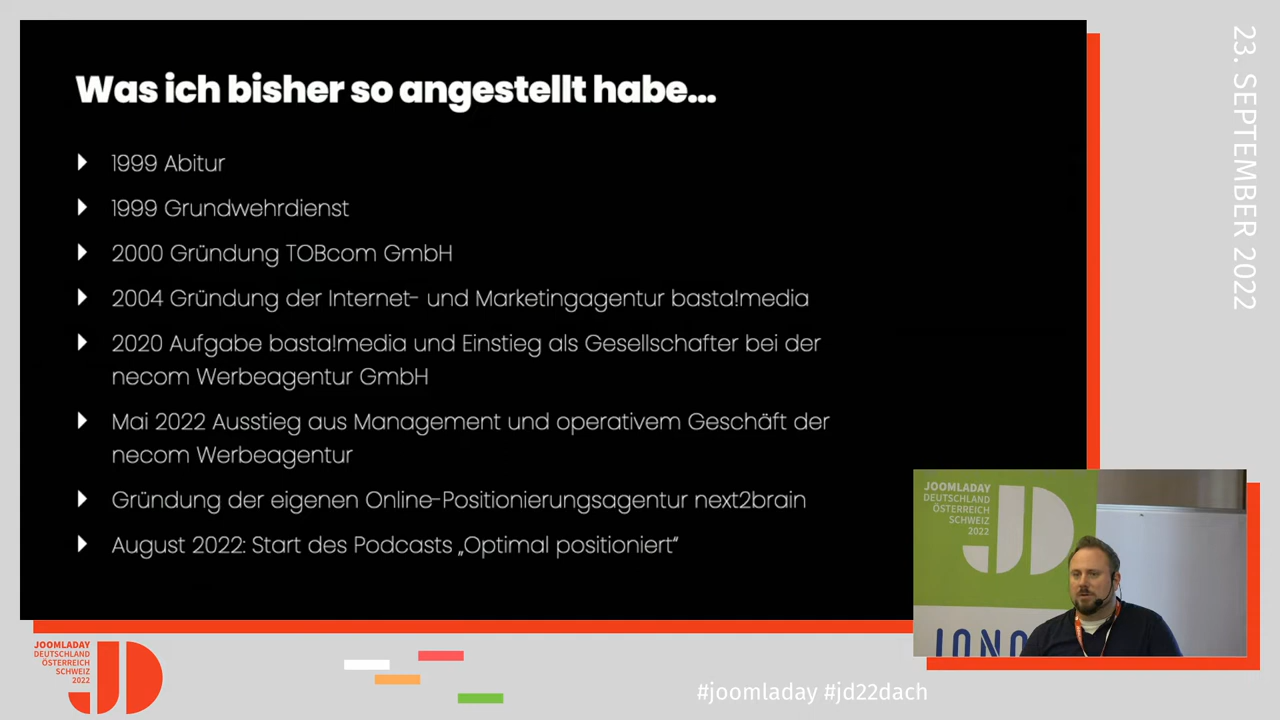 Was ich bisher so angestellt habe...
1999 Abitur
1999 Grundwehrdienst
2000 Gründung TOBcom GmbH
2004 Gründung der Internet- und Marketingagentur basta!media
2020 Aufgabe basta!media und Einstieg als Gesellschafter bei der
necom Werbeagentur GmbH
Mai 2022 Ausstieg aus Management und operativem Geschäft der
necom Werbeagentur
Gründung der eigenen Online-Positionierungsagentur next2brain
August 2022: Start des Podcasts „Optimal positioniert“
23. SEPTEMBER 2022
JOOMLADAY
DEUTSCHLAND
ÖSTERREICH
SCHWEIZ
2022
JD
JOOMLADAY
DEUTSCHLAND
ÖSTERREICH
SCHWEIZ
2022
JD
#joomladay #jd22dach